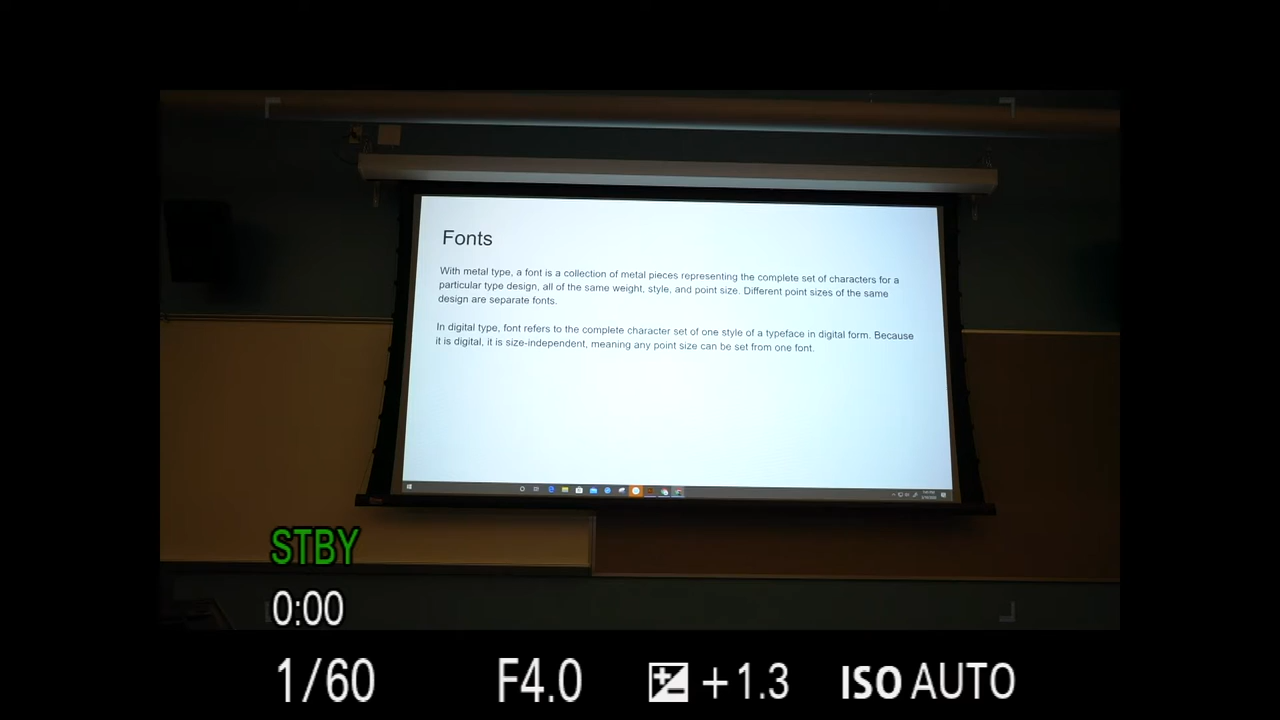 Fonts
With metal type, a font is a collection of metal pieces representing the complete set of characters for a
particular type design, all of the same weight, style, and point size. Different point sizes of the same
design are separate fonts.
In digital type, font refers to the complete character set of one style of a typeface in digital form. Because
it is digital, it is size-independent, meaning any point size can be set from one font.
STBY
0:00
1/60 F4.0 +1.3 ISO AUTO